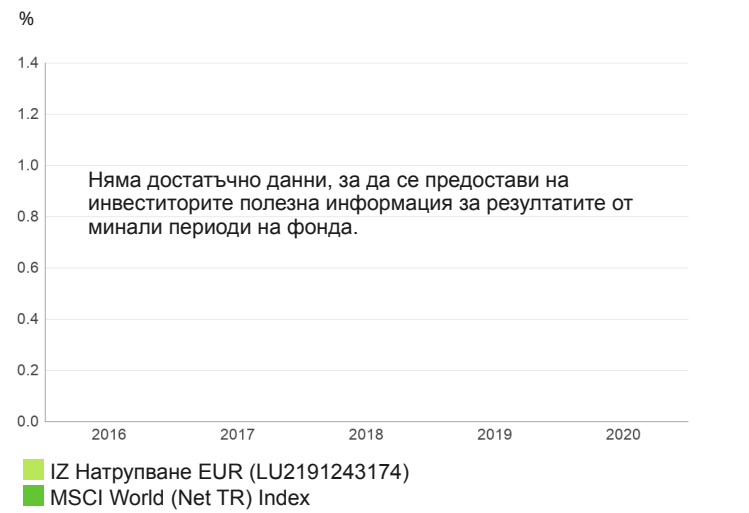 %
1.4
1.2
1.0
Няма достатъчно данни, за да се предостави на
инвеститорите полезна информация за резултатите от
0.8
минали периоди на фонда.
0.6
0.4
0.2
0.0
2016 2017 2018 2019 2020
IZ Натрупване EUR (LU2191243174)
MSCI World (Net TR) Index